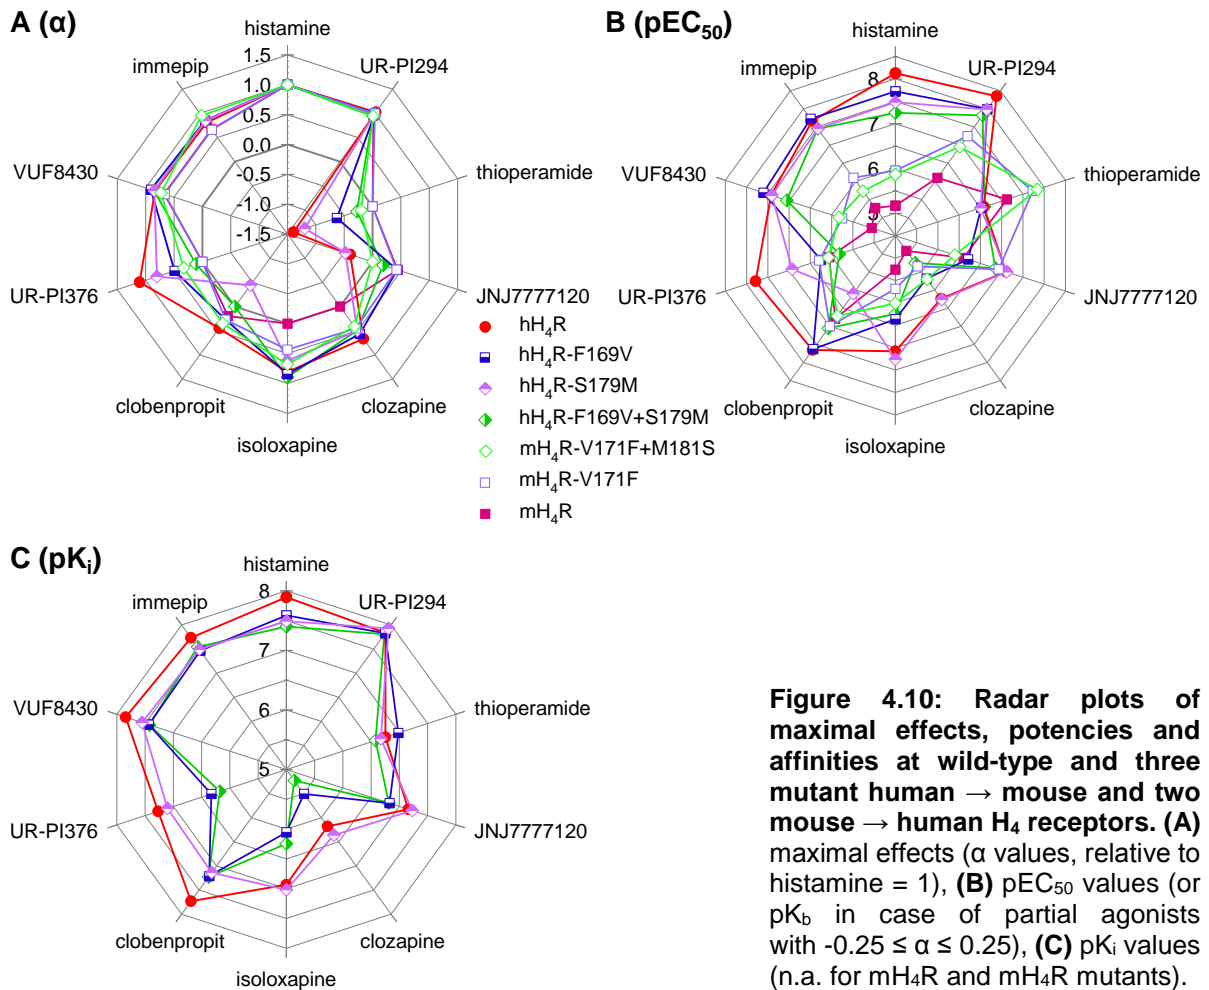 A (α)
histamine
UR-PI294
thioperamide
JNJ7777120
clozapine
isoloxapine
clobenpropit
UR-PI376
VUF8430
immepip
1.5
1.0
0.5
0.0
-0.5
-1.0
-1.5
hH4R
hH4R-F169V
hH4R-S179M
hH4R-F169V+S179M
mH4R-V171F+M181S
mH4R-V171F
mH4R
B (pEC50)
histamine
UR-PI294
thioperamide
JNJ7777120
clozapine
isoloxapine
clobenpropit
UR-PI376
VUF8430
immepip
8
7
6
5
C (pKi)
histamine
UR-PI294
thioperamide
JNJ7777120
clozapine
isoloxapine
clobenpropit
UR-PI376
VUF8430
immepip
8
7
6
5
Figure 4.10: Radar plots of
maximal effects, potencies and
affinities at wild-type and three
mutant human → mouse and two
mouse → human H4 receptors. (A)
maximal effects (α values, relative to
histamine = 1), (B) pEC50 values (or
pKb in case of partial agonists
with -0.25 ≤ α ≤ 0.25), (C) pKi values
(n.a. for mH4R and mH4R mutants).